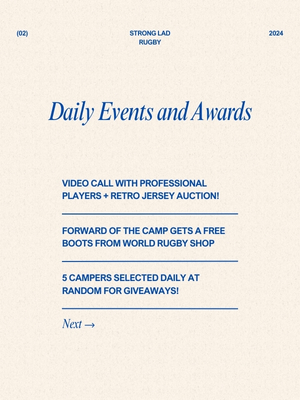 (02)
STRONG LAD
RUGBY
2024
Daily Events and Awards
VIDEO CALL WITH PROFESSIONAL
PLAYERS + RETRO JERSEY AUCTION!
FORWARD OF THE CAMP GETS A FREE
BOOTS FROM WORLD RUGBY SHOP
5 CAMPERS SELECTED DAILY AT
RANDOM FOR GIVEAWAYS!
Next →